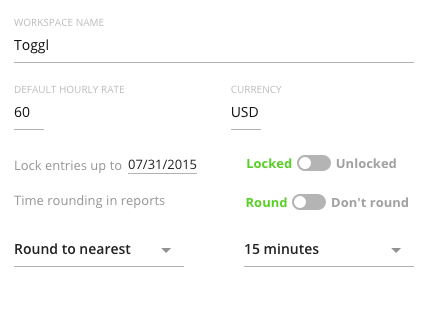 WORKSPACE NAME
Toggl
DEFAULT HOURLY RATE CURRENCY
60 USD
Lock entries up to 07/31/2015 Locked Unlocked
Time rounding in reports Round Don't round
Round to nearest 15 minutes